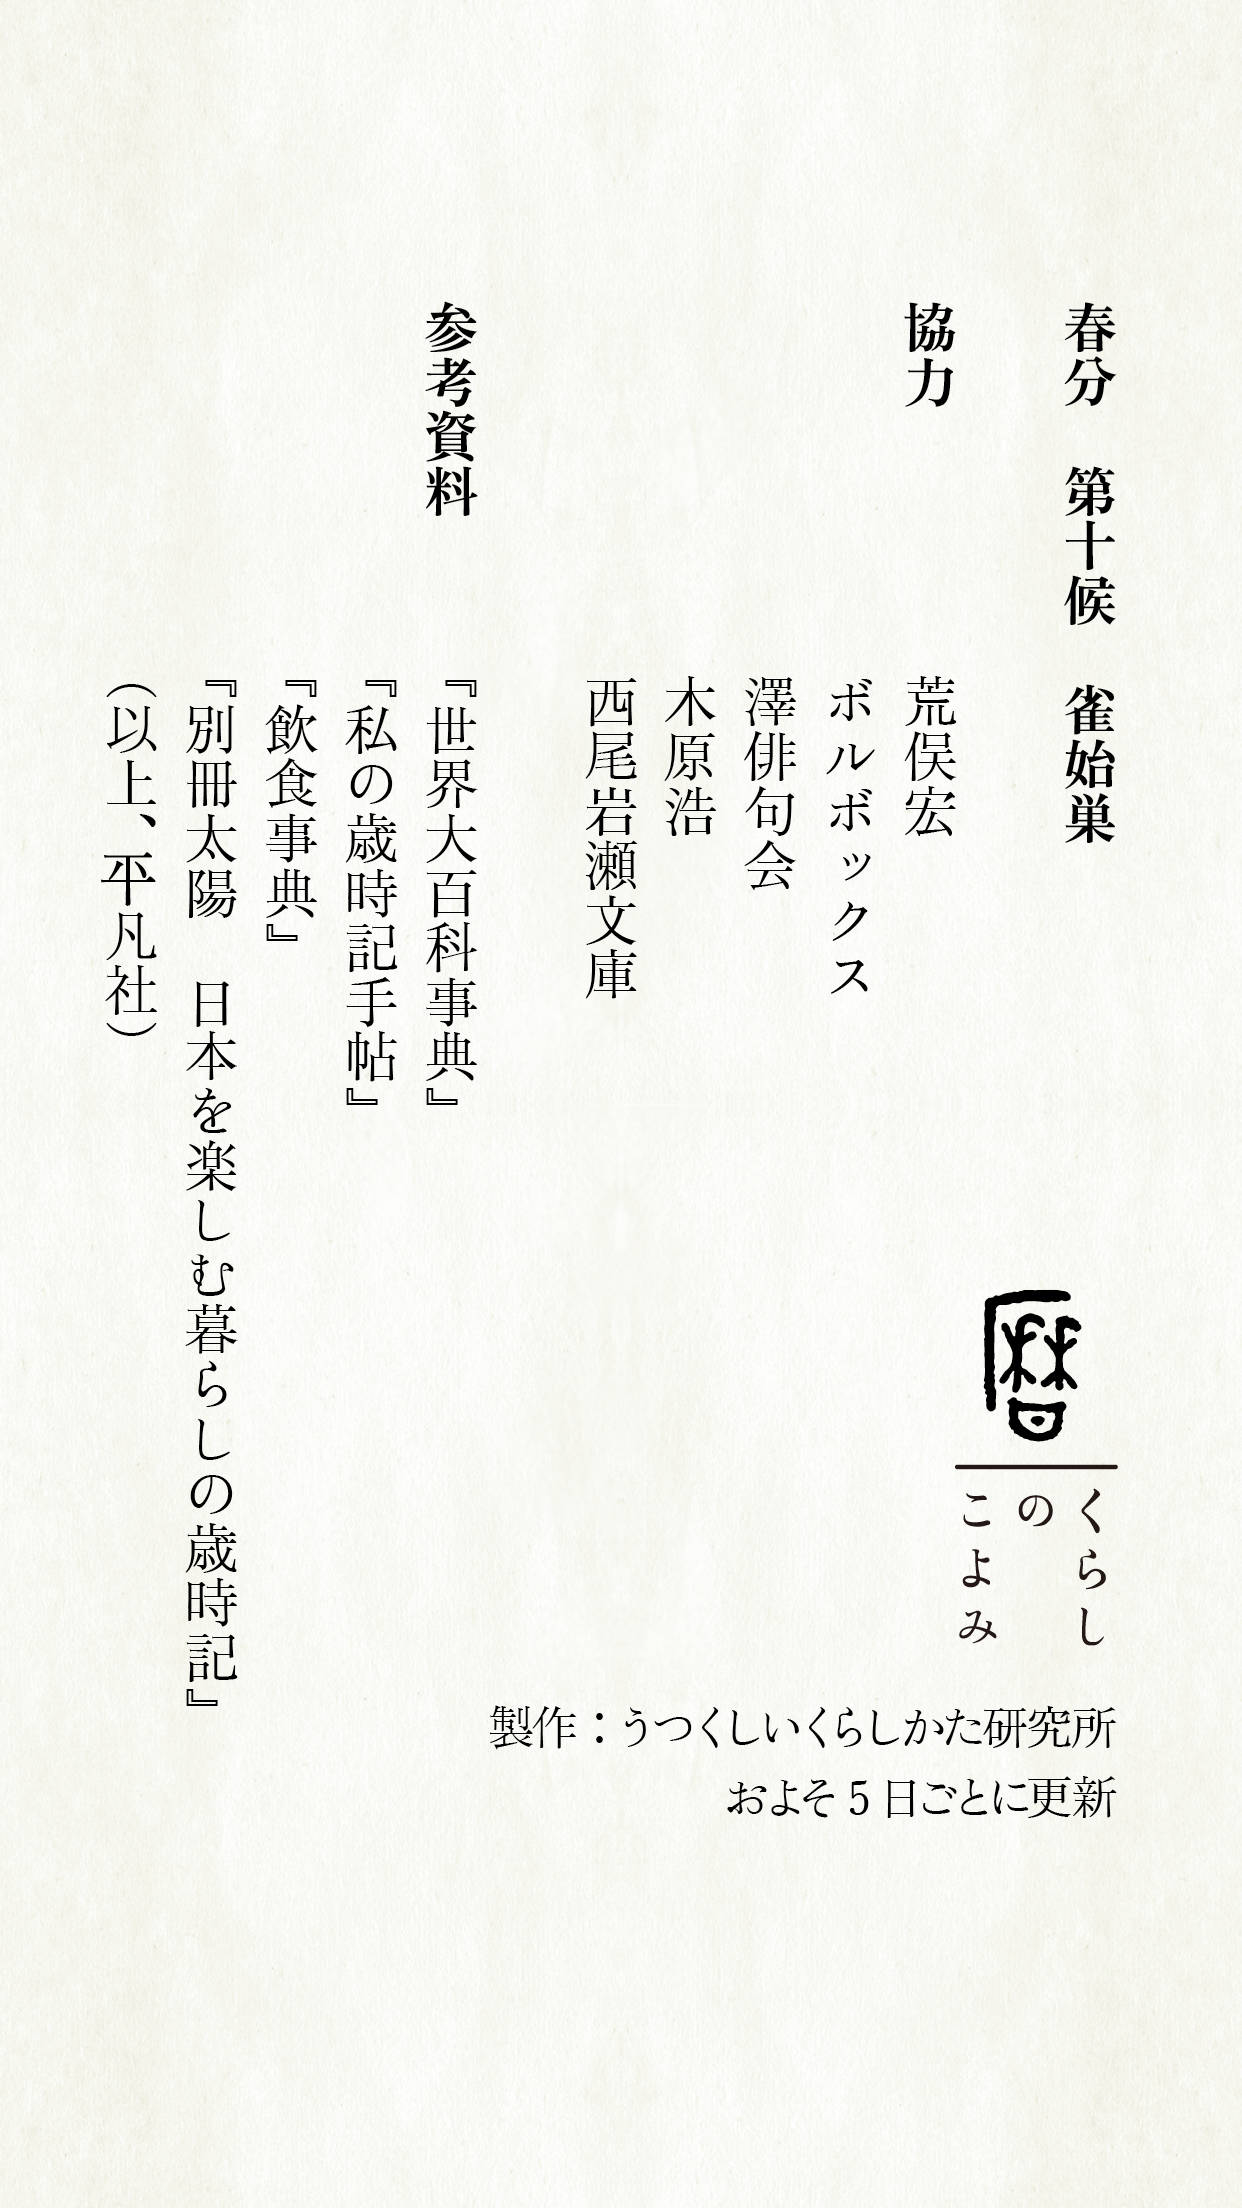 春分　第十候　雀始巣
協力
荒俣宏
ボルボックス
澤俳句会
木原浩
西尾岩瀬文庫
参考資料
『世界大百科事典』
『私の歳時記手帖』
『飲食事典』
『別冊太陽　日本を楽しむ暮らしの歳時記』
（以上、平凡社）
暦
くらし
の
こよみ
製作：うつくしいくらしかた研究所
およそ 5 日ごとに更新